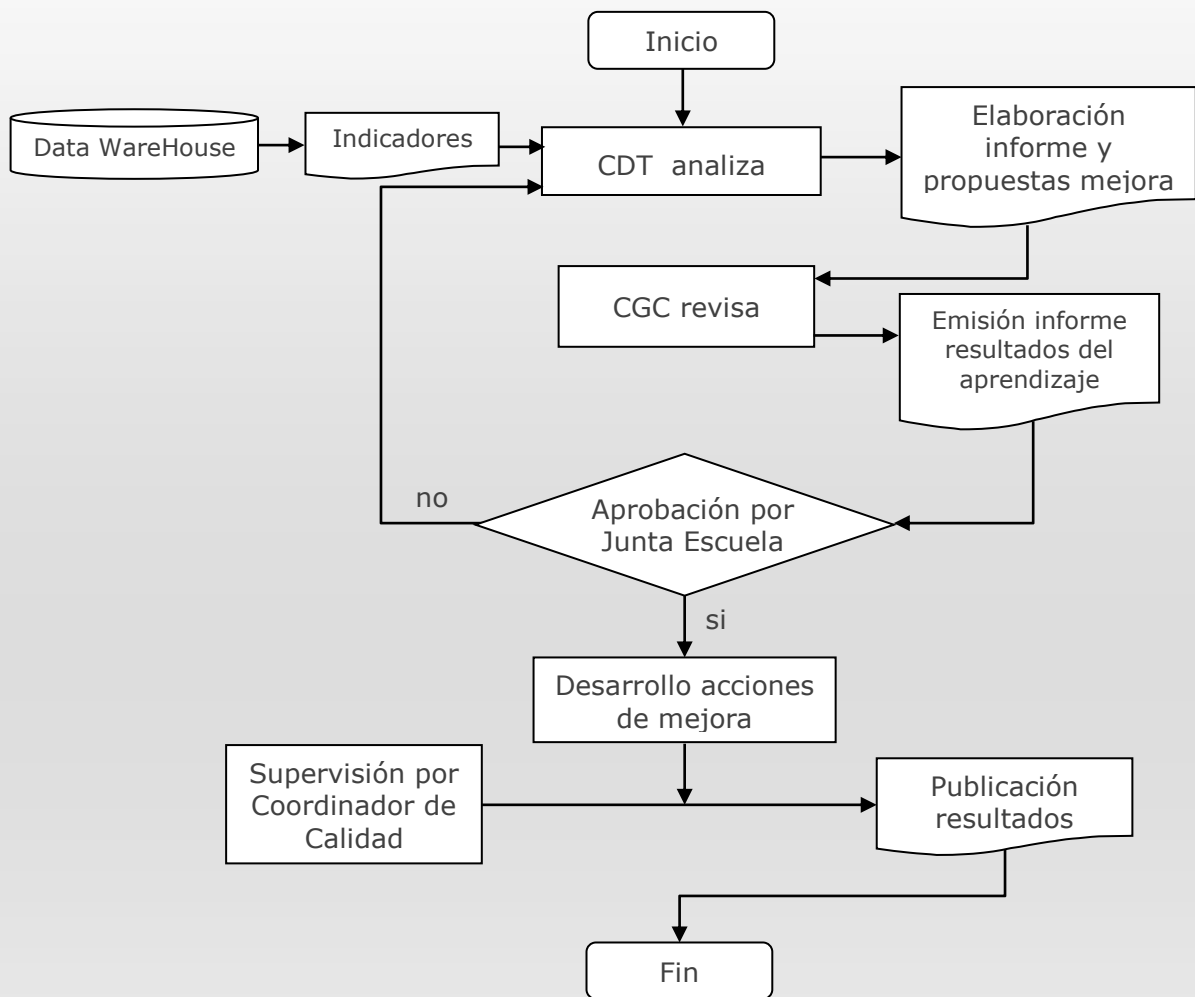 Inicio
Data WareHouse
Indicadores
CDT analiza
Elaboración
informe y
propuestas mejora
CGC revisa
Emisión informe
resultados del
aprendizaje
no
Aprobación por
Junta Escuela
si
Desarrollo acciones
de mejora
Supervisión por
Coordinador de
Calidad
Publicación
resultados
Fin